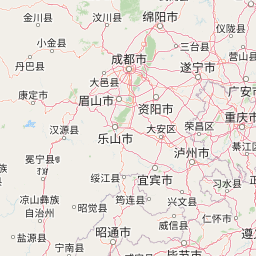 金川县
汶川县
绵阳市
仪陇县
小金县
三台县
丹巴县
成都市
营山县
大邑县
遂宁市
康定市
眉山市
资阳市
广安市
汉源县
乐山市
大安区
荣昌区
重庆市
冕宁县
泸州市
綦江区
绥江县
宜宾市
习水县
凉山彝族
自治州
昭觉县
筠连县
兴文县
仁怀市
盐源县
威信县
宁南县
昭通市
毕节市